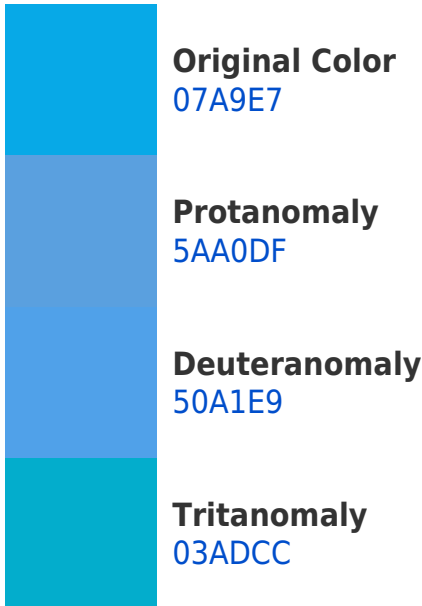 Original Color
07A9E7
Protanomaly
5AA0DF
Deuteranomaly
50A1E9
Tritanomaly
03ADCC